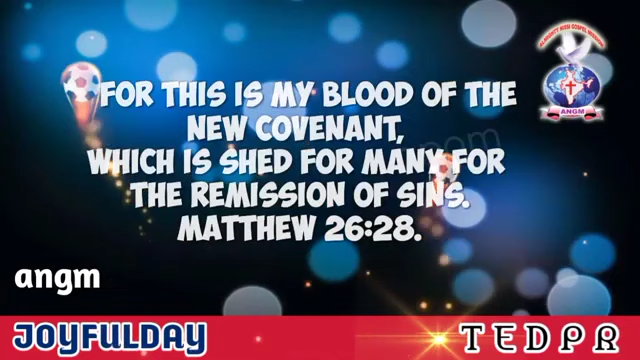 FOR THIS IS MY BLOOD OF THE
NEW COVENANT,
WHICH IS SHED FOR MANY FOR
THE REMISSION OF SINS.
MATTHEW 26:28.
angm
ANGM
JOYFULDAY
TEDPR